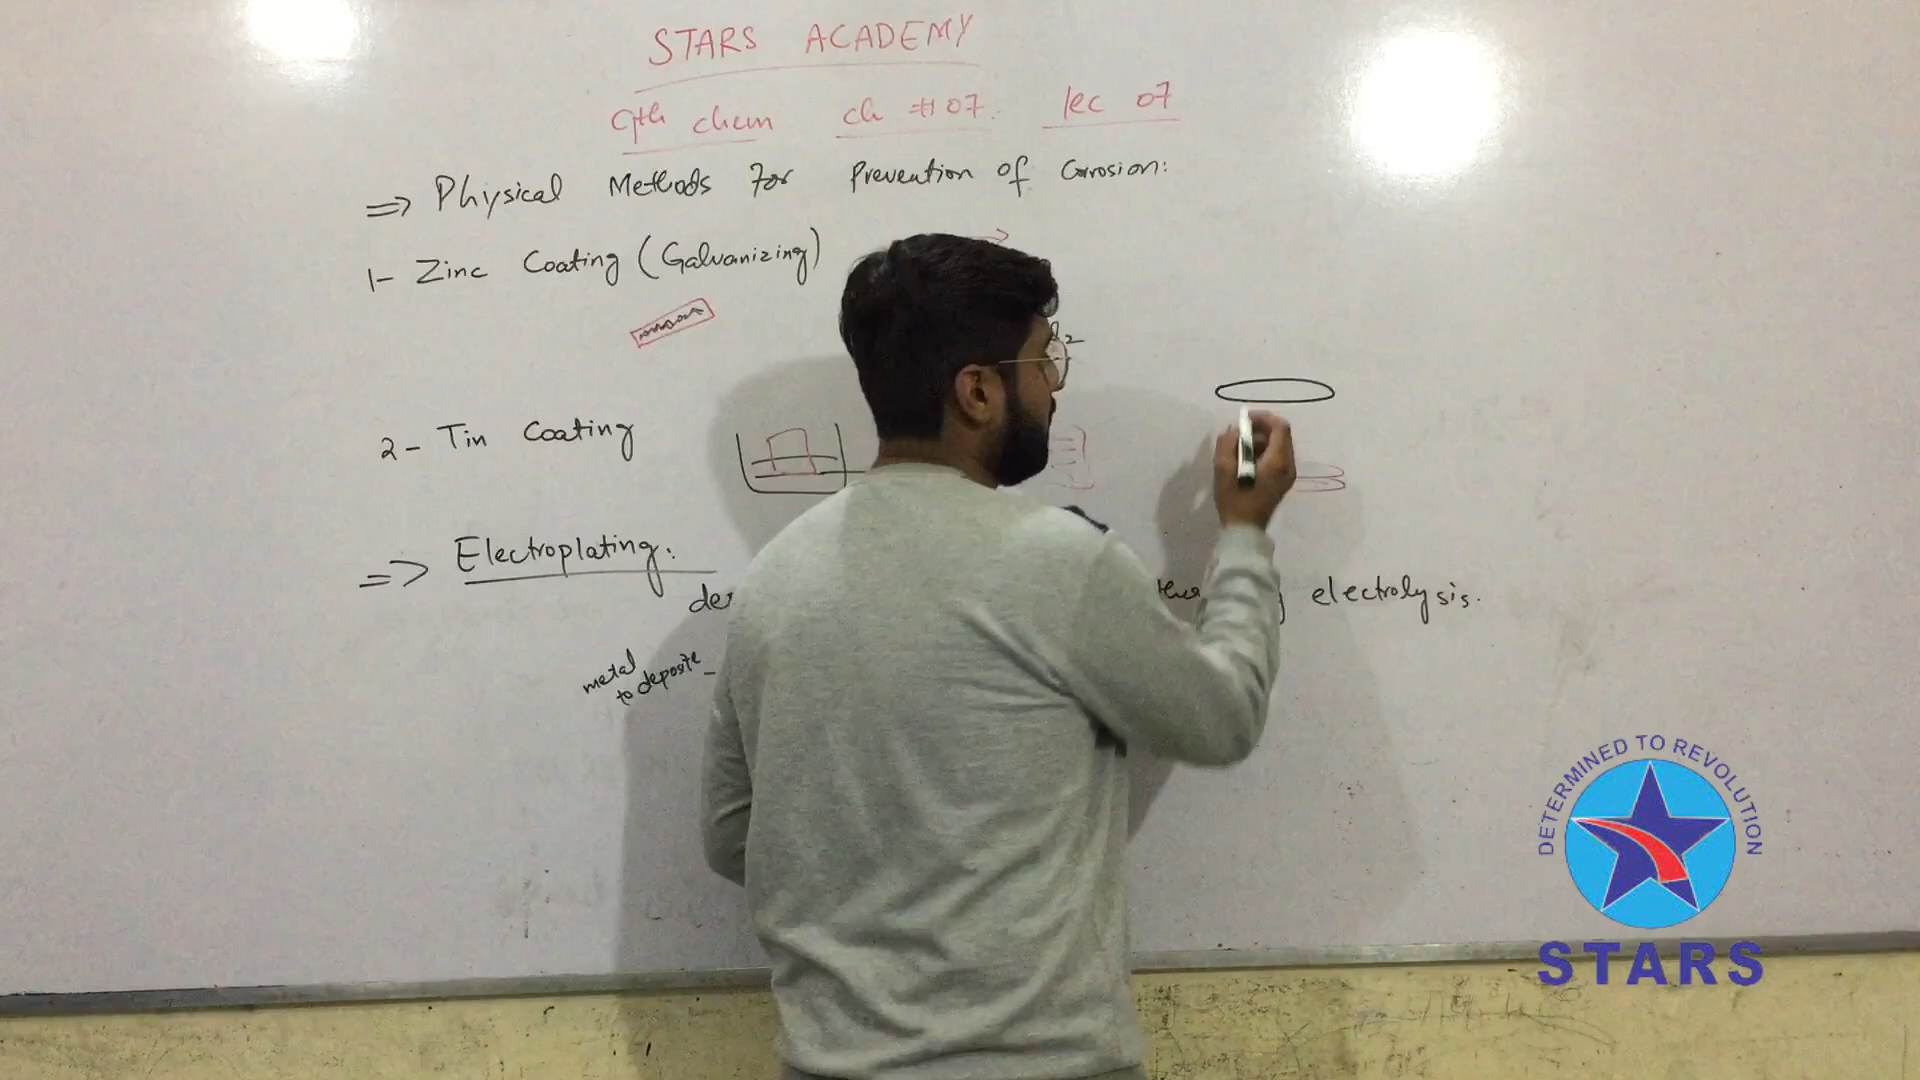 STARS ACADEMY
9th chem ch # 07. lec 07
=> Physical Methods For Prevention of Corrosion:
1- Zinc Coating (Galvanizing)
2- Tin Coating
=> Electroplating:
electrolysis.
metal
to deposite
DETERMINED TO REVOLUTION
STARS